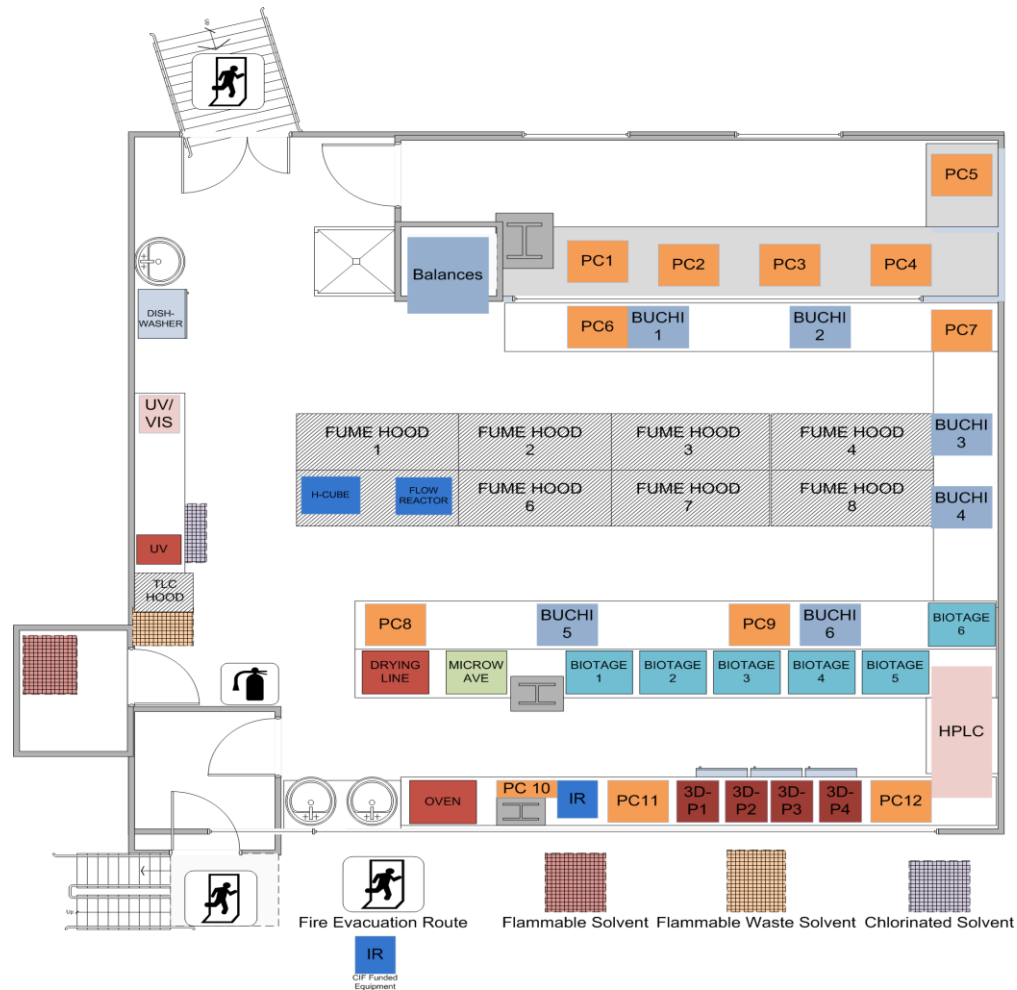 PC5
PC1
PC2
PC3
PC4
Balances
DISH-
WASHER
PC6
BUCHI
1
BUCHI
2
PC7
UV/
VIS
FUME HOOD
1
FUME HOOD
2
FUME HOOD
3
FUME HOOD
4
BUCHI
3
H-CUBE
FLOW
REACTOR
FUME HOOD
6
FUME HOOD
7
FUME HOOD
8
BUCHI
4
UV
TLC
HOOD
PC8
BUCHI
5
PC9
BUCHI
6
BIOTAGE
6
DRYING
LINE
MICROW
AVE
BIOTAGE
1
BIOTAGE
2
BIOTAGE
3
BIOTAGE
4
BIOTAGE
5
HPLC
OVEN
PC 10
IR
PC11
3D-
P1
3D-
P2
3D-
P3
3D-
P4
PC12
Up
Fire Evacuation Route
Flammable Solvent
Flammable Waste Solvent
Chlorinated Solvent
IR
CIF Funded
Equipment